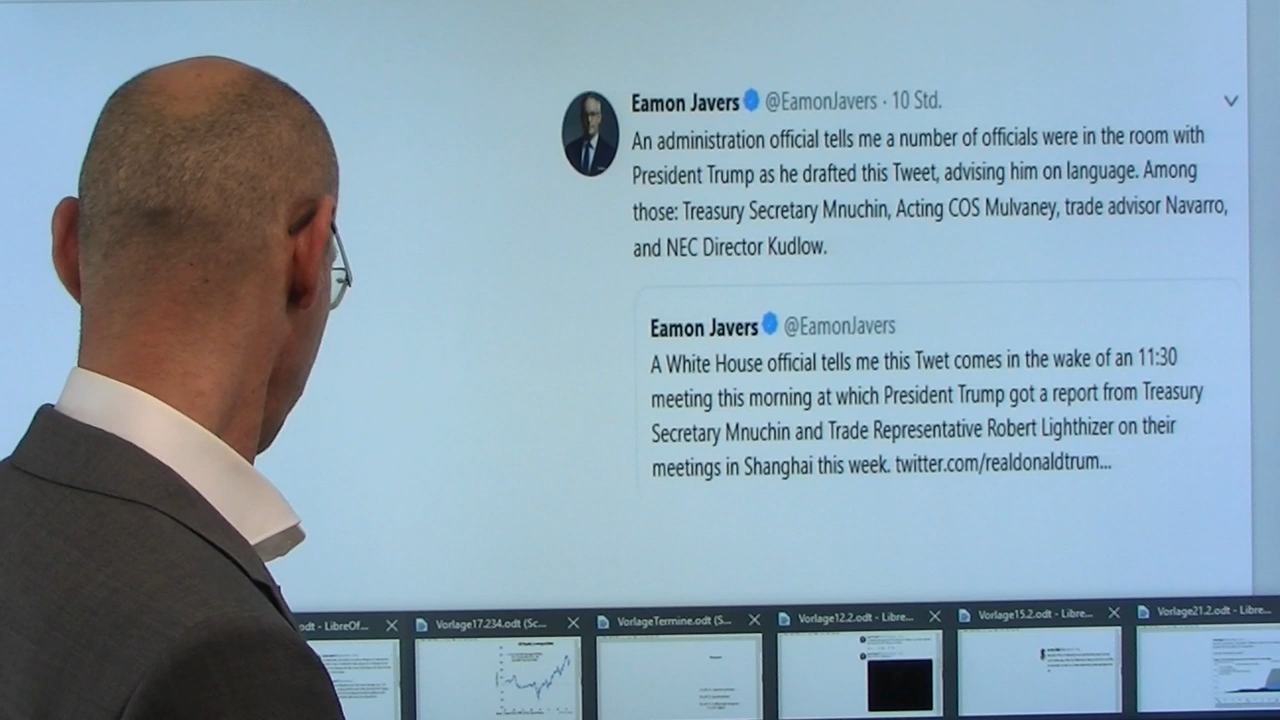 Eamon Javers @EamonJavers · 10 Std.
An administration official tells me a number of officials were in the room with
President Trump as he drafted this Tweet, advising him on language. Among
those: Treasury Secretary Mnuchin, Acting COS Mulvaney, trade advisor Navarro,
and NEC Director Kudlow.
Eamon Javers @EamonJavers
A White House official tells me this Twet comes in the wake of an 11:30
meeting this morning at which President Trump got a report from Treasury
Secretary Mnuchin and Trade Representative Robert Lighthizer on their
meetings in Shanghai this week. twitter.com/realdonaldtrum...
odt - LibreOf... Vorlage17.234.odt (Sc... VorlageTermine.odt (S... Vorlage12.2.odt - Libre... Vorlage15.2.odt - Libre... Vorlage21.2.odt - Libre...